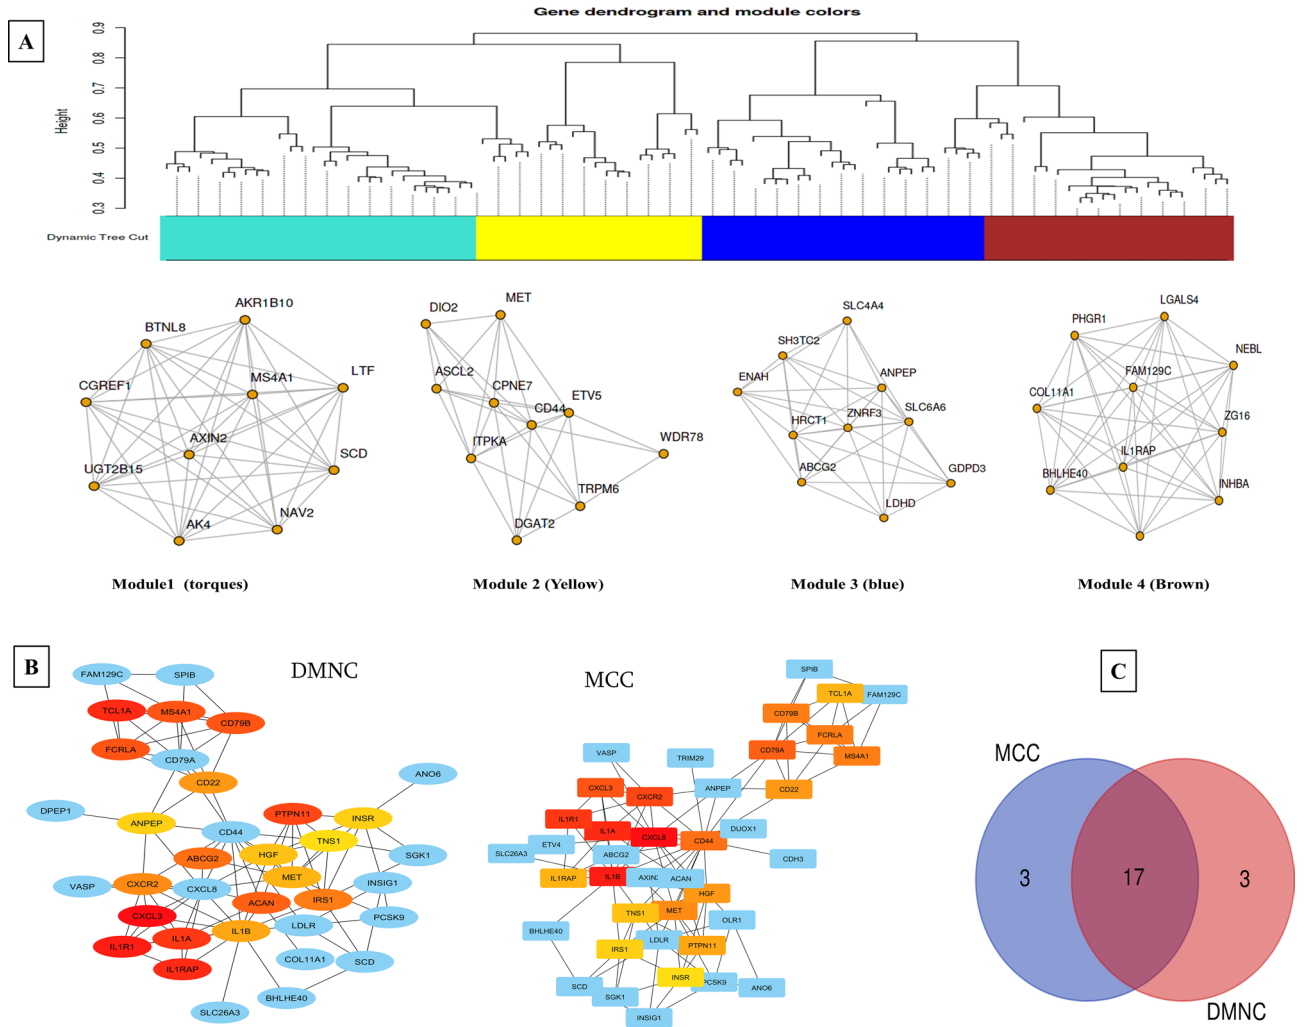 Gene dendrogram and module colors
A
Height
0.9
0.8
0.7
0.6
0.5
0.4
0.3
Dynamic Tree Cut
AKR1B10
BTNL8
LTF
MS4A1
CGREF1
AXIN2
SCD
UGT2B15
NAV2
AK4
Module1 (torques)
MET
DIO2
ASCL2
CPNE7
ETV5
CD44
WDR78
ITPKA
TRPM6
DGAT2
Module 2 (Yellow)
SLC4A4
SH3TC2
ENAH
ANPEP
SLC6A6
HRCT1
ZNRF3
ABCG2
GDPD3
LDHD
Module 3 (blue)
LGALS4
PHGR1
NEBL
FAM129C
COL11A1
ZG16
IL1RAP
BHLHE40
INHBA
Module 4 (Brown)
B
DMNC
FAM129C
SPIB
TCL1A
MS4A1
CD79B
FCRLA
CD79A
CD22
ANO6
DPEP1
ANPEP
PTPN11
INSR
CD44
TNS1
HGF
SGK1
ABCG2
MET
VASP
CXCR2
CXCL8
INSIG1
ACAN
IRS1
CXCL3
PCSK9
LDLR
IL1R1
IL1A
IL1B
COL11A1
SCD
IL1RAP
BHLHE40
SLC26A3
MCC
SPIB
TCL1A
FAM129C
CD79B
FCRLA
CD79A
MS4A1
VASP
TRIM29
CXCL3
CXCR2
ANPEP
CD22
IL1R1
IL1A
CXCL8
CD44
DUOX1
ETV4
SLC26A3
ABCG2
CDH3
IL1RAP
IL1B
AXIN2
ACAN
HGF
TNS1
MET
OLR1
BHLHE40
IRS1
LDLR
PTPN11
SCD
INSR
PCSK9
ANO6
SGK1
INSIG1
C
MCC
3
17
3
DMNC